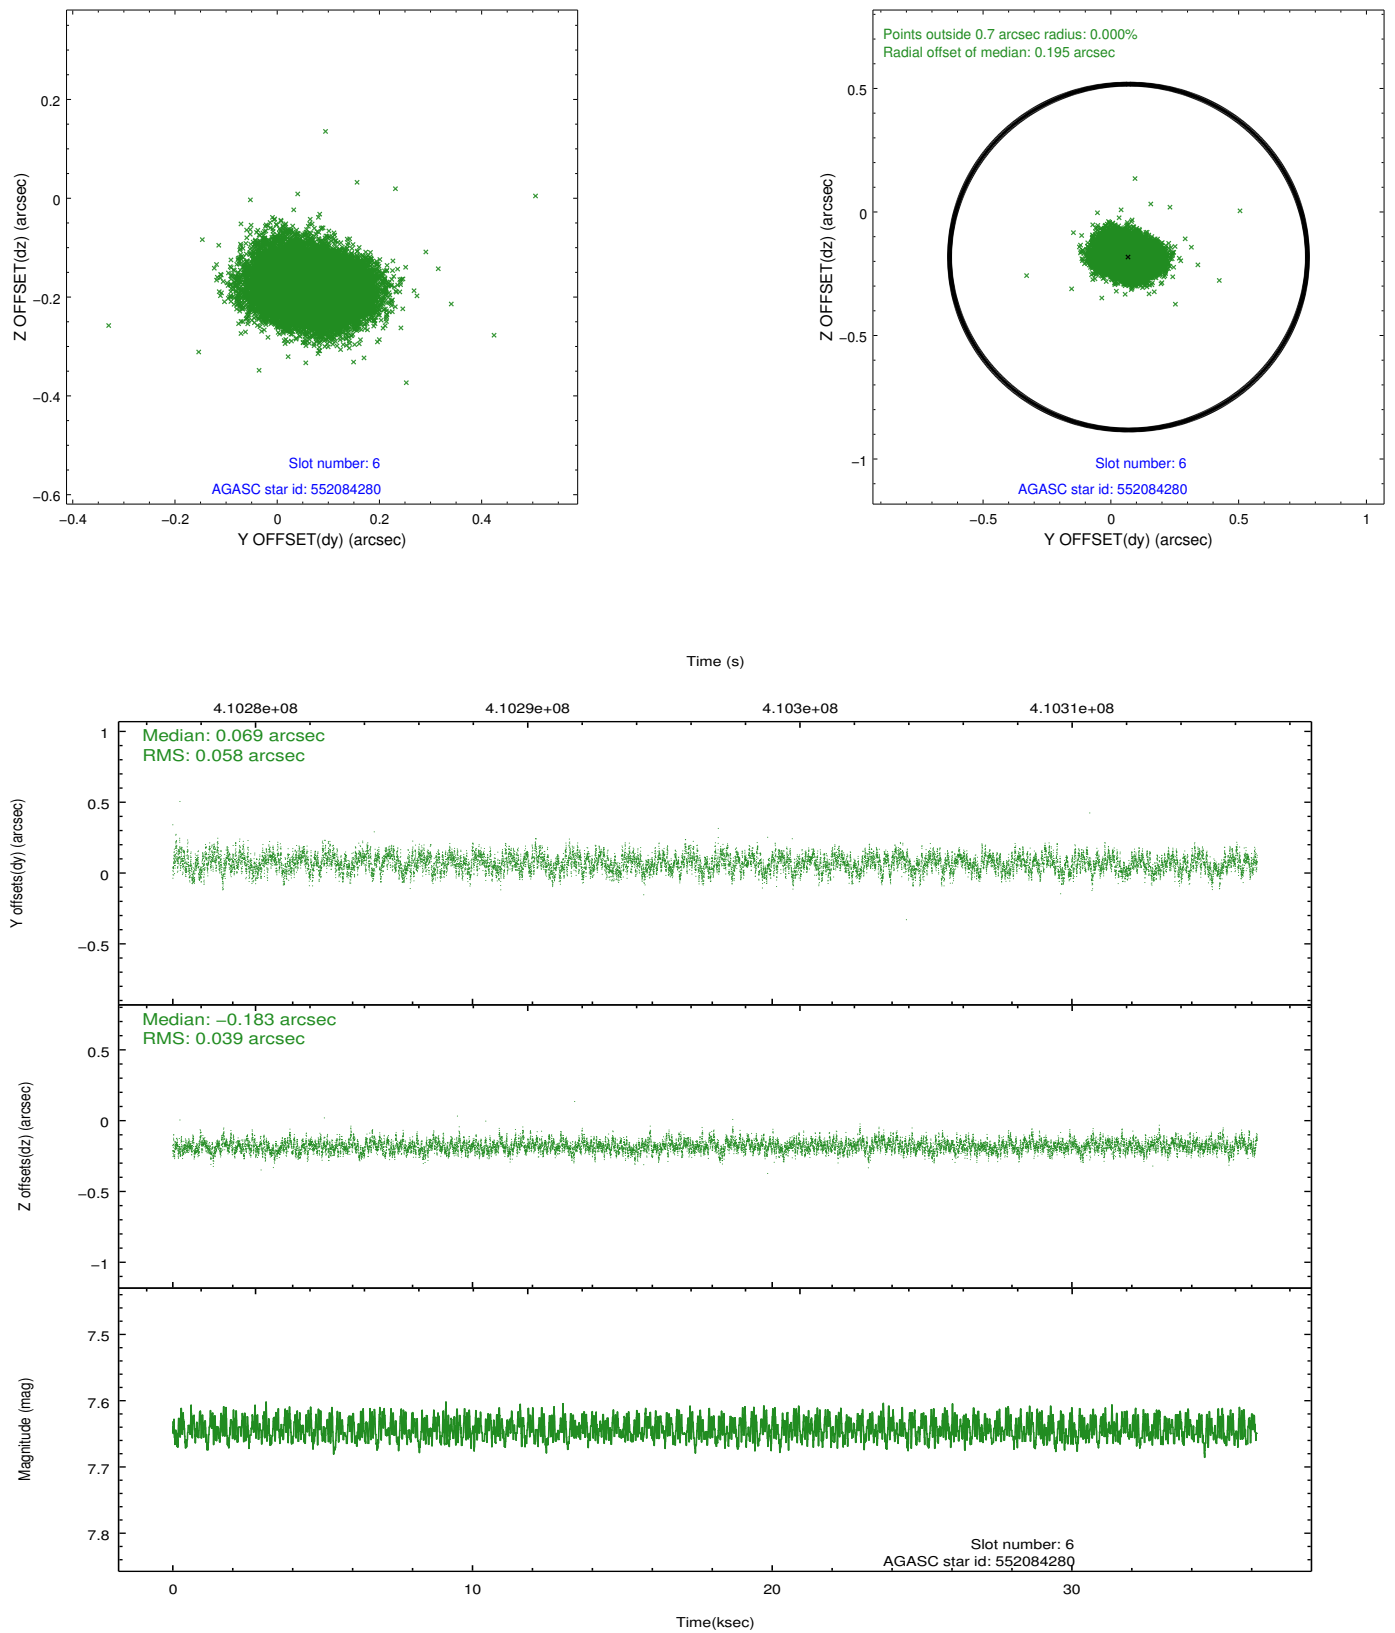 0.2
0
−0.2
−0.4
−0.6
−0.4
−0.2
0
0.2
0.4
Z OFFSET(dz) (arcsec)
Y OFFSET(dy) (arcsec)
Slot number: 6
AGASC star id: 552084280
Points outside 0.7 arcsec radius: 0.000%
Radial offset of median: 0.195 arcsec
0.5
0
−0.5
−1
−0.5
0
0.5
1
Z OFFSET(dz) (arcsec)
Y OFFSET(dy) (arcsec)
Slot number: 6
AGASC star id: 552084280
Time (s)
4.1028e+08
4.1029e+08
4.103e+08
4.1031e+08
Median: 0.069 arcsec
RMS: 0.058 arcsec
1
0.5
0
−0.5
Y offsets(dy) (arcsec)
Median: −0.183 arcsec
RMS: 0.039 arcsec
0.5
0
−0.5
−1
Z offsets(dz) (arcsec)
7.5
7.6
7.7
7.8
Magnitude (mag)
Slot number: 6
AGASC star id: 552084280
0
10
20
30
Time(ksec)